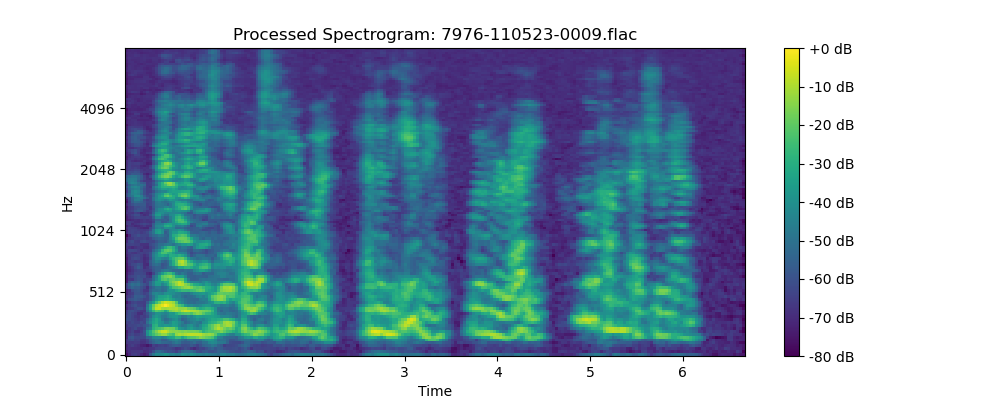 Processed Spectrogram: 7976-110523-0009.flac
Hz
4096
2048
1024
512
0
0 1 2 3 4 5 6
Time
+0 dB
-10 dB
-20 dB
-30 dB
-40 dB
-50 dB
-60 dB
-70 dB
-80 dB